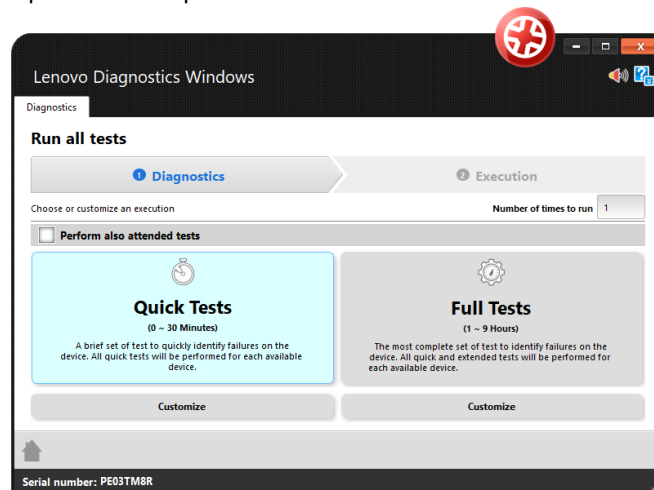 Lenovo Diagnostics Windows
Diagnostics
Run all tests
1 Diagnostics
2 Execution
Choose or customize an execution
Number of times to run 1
Perform also attended tests
Quick Tests
(0 ~ 30 Minutes)
A brief set of test to quickly identify failures on the
device. All quick tests will be performed for each available
device.
Full Tests
(1 ~ 9 Hours)
The most complete set of test to identify failures on the
device. All quick and extended tests will be performed for
each available device.
Customize
Customize
Serial number: PE03TM8R